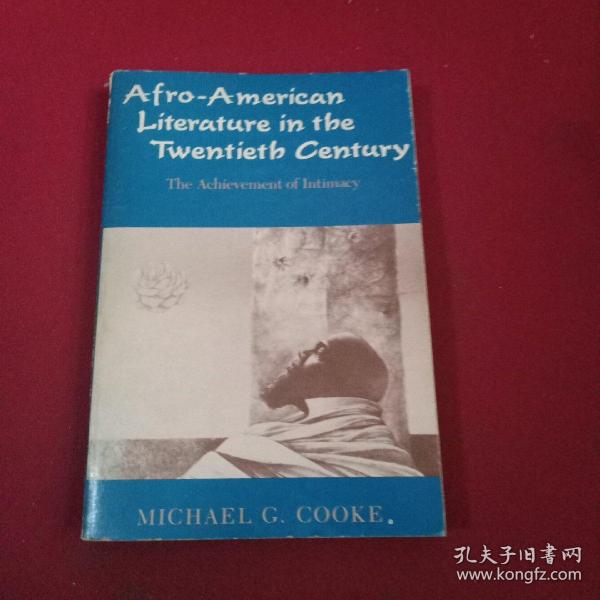 Afro-American
Literature in the
Twentieth Century
The Achievement of Intimacy
MICHAEL G. COOKE
孔夫子旧书网
www.kongfz.com